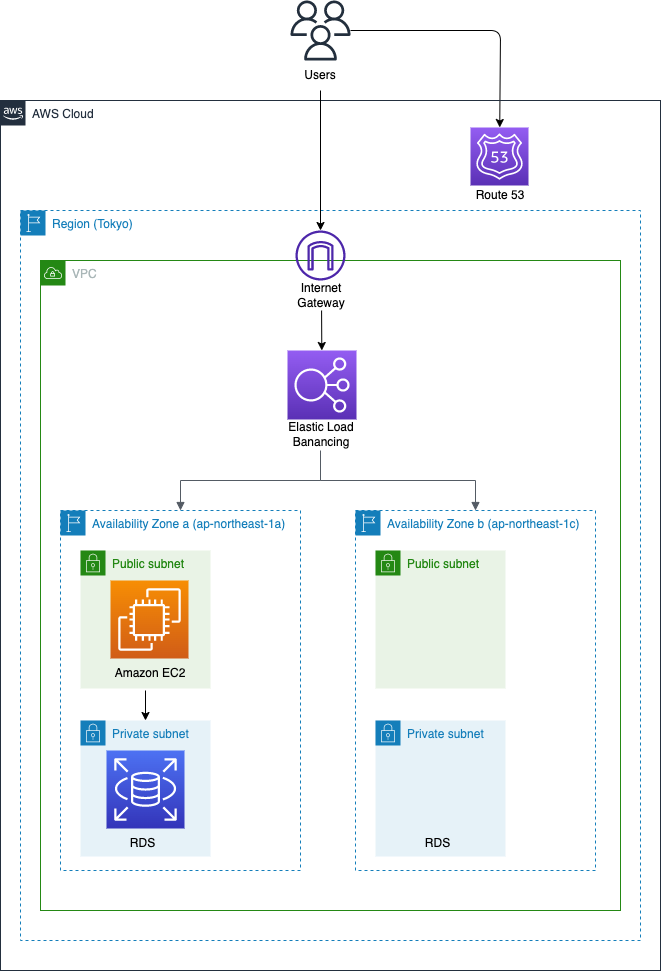 Users
aws
AWS Cloud
53
Route 53
Region (Tokyo)
VPC
Internet
Gateway
Elastic Load
Banancing
Availability Zone a (ap-northeast-1a)
Availability Zone b (ap-northeast-1c)
Public subnet
Public subnet
Amazon EC2
Private subnet
Private subnet
RDS
RDS